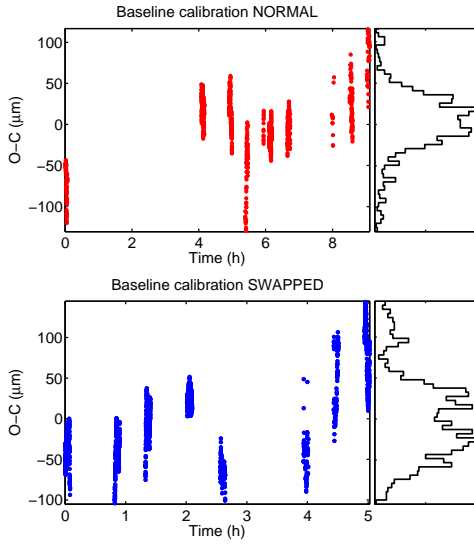 Baseline calibration NORMAL
100
50
0
−50
−100
O−C (μm)
0 2 4 6 8
Time (h)
Baseline calibration SWAPPED
100
50
0
−50
−100
O−C (μm)
0 1 2 3 4 5
Time (h)